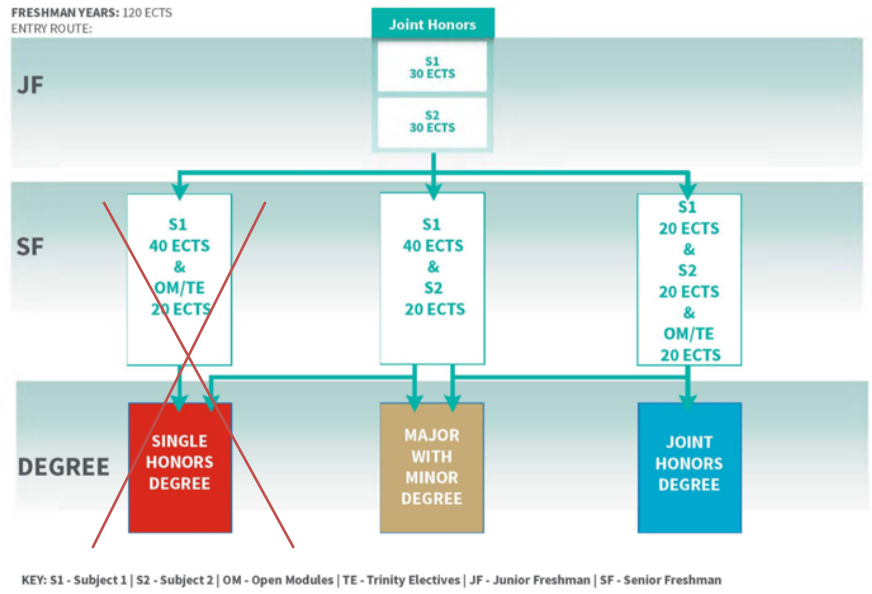 FRESHMAN YEARS: 120 ECTS
ENTRY ROUTE:
Joint Honors
JF
S1
30 ECTS
S2
30 ECTS
SF
S1
40 ECTS
&
OM/TE
20 ECTS
S1
40 ECTS
&
S2
20 ECTS
S1
20 ECTS
&
S2
20 ECTS
&
OM/TE
20 ECTS
DEGREE
SINGLE
HONORS
DEGREE
MAJOR
WITH
MINOR
DEGREE
JOINT
HONORS
DEGREE
KEY: S1 - Subject 1 | S2 - Subject 2 | OM - Open Modules | TE - Trinity Electives | JF - Junior Freshman | SF - Senior Freshman